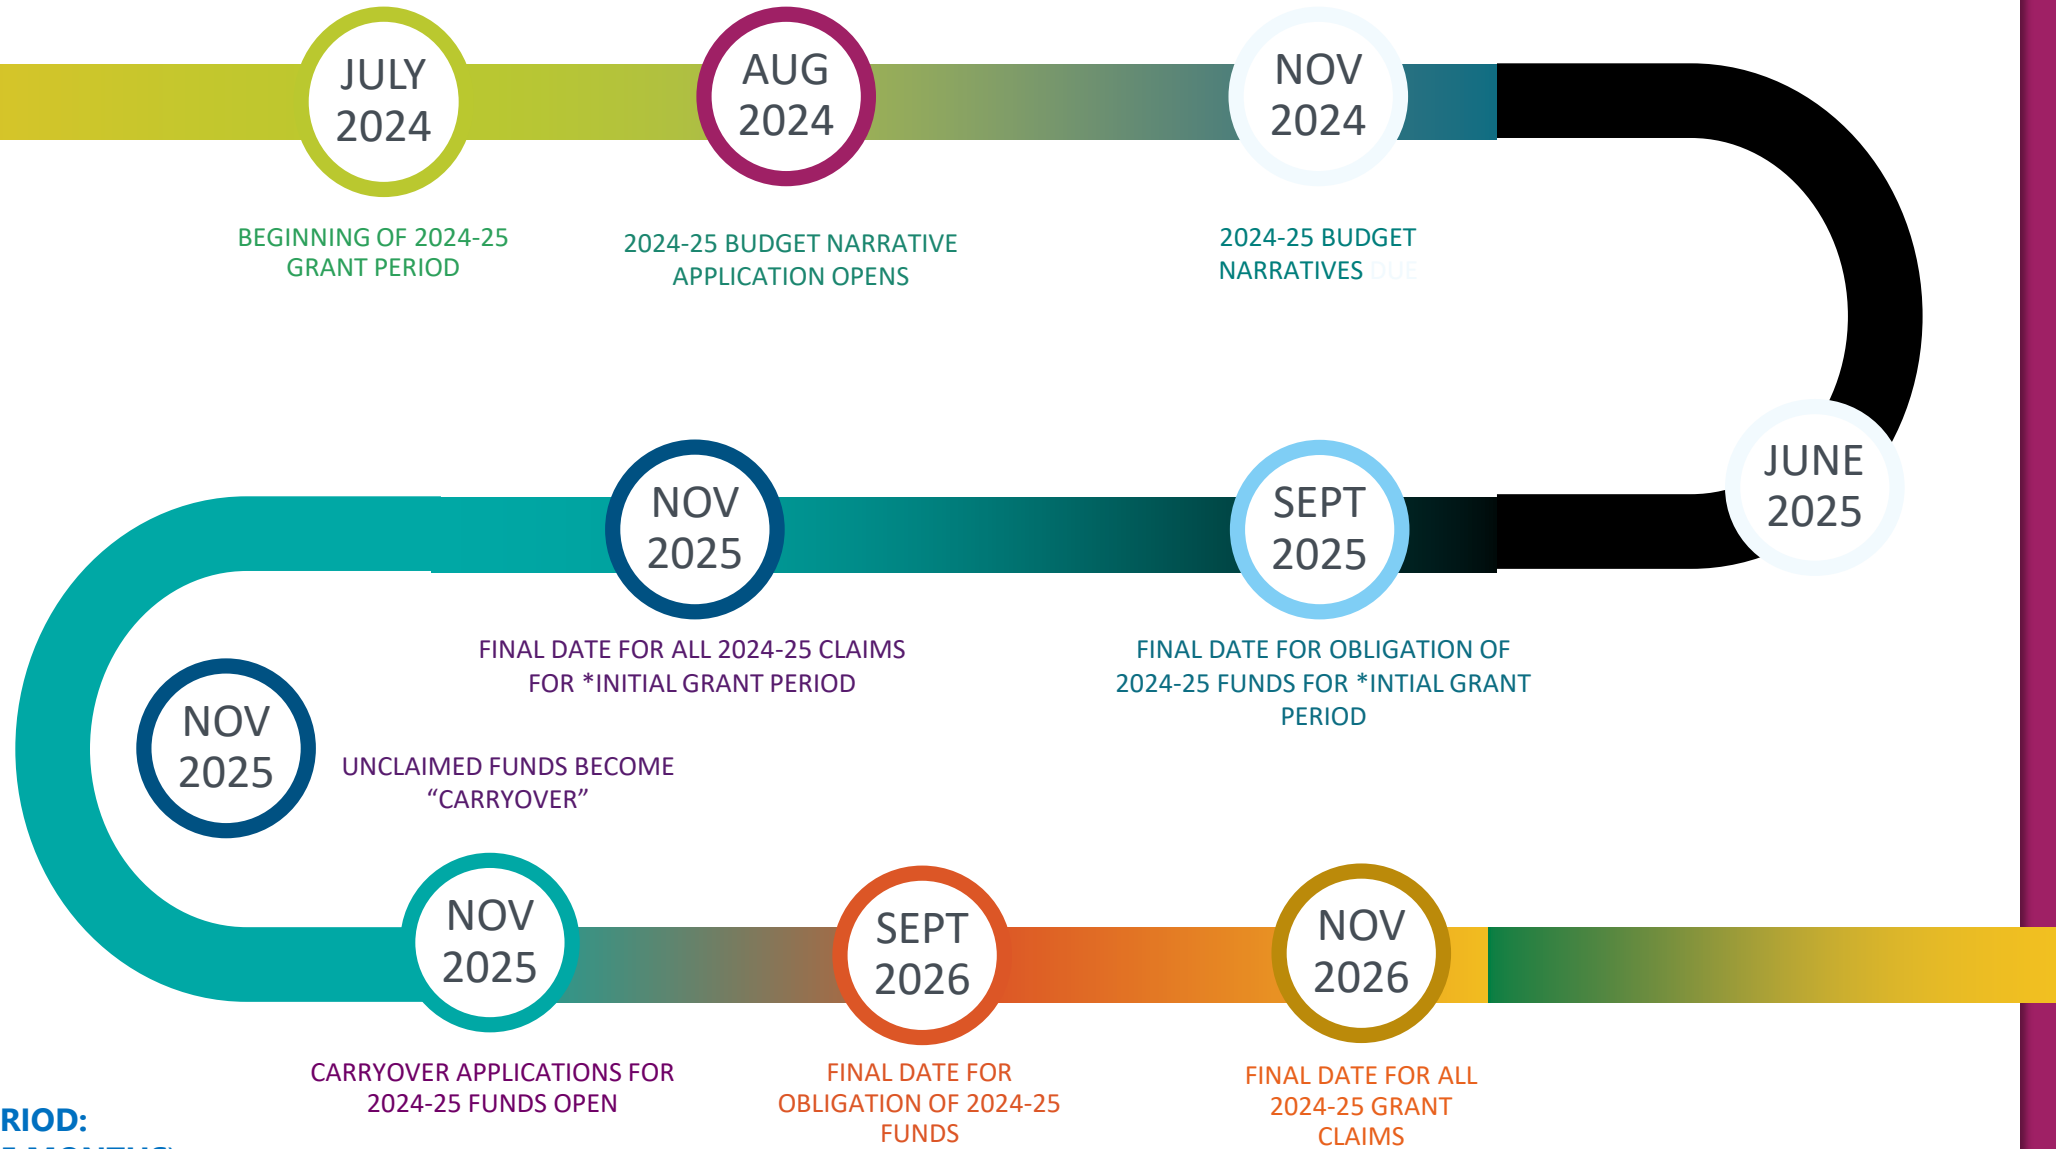 JULY
2024
AUG
2024
NOV
2024
BEGINNING OF 2024-25
GRANT PERIOD
2024-25 BUDGET NARRATIVE
APPLICATION OPENS
2024-25 BUDGET
NARRATIVES DUE
JUNE
2025
SEPT
2025
FINAL DATE FOR OBLIGATION OF
2024-25 FUNDS FOR *INTIAL GRANT
PERIOD
NOV
2025
FINAL DATE FOR ALL 2024-25 CLAIMS
FOR *INITIAL GRANT PERIOD
NOV
2025
UNCLAIMED FUNDS BECOME
“CARRYOVER”
NOV
2025
CARRYOVER APPLICATIONS FOR
2024-25 FUNDS OPEN
SEPT
2026
FINAL DATE FOR
OBLIGATION OF 2024-25
FUNDS
NOV
2026
FINAL DATE FOR ALL
2024-25 GRANT
CLAIMS
RIOD: